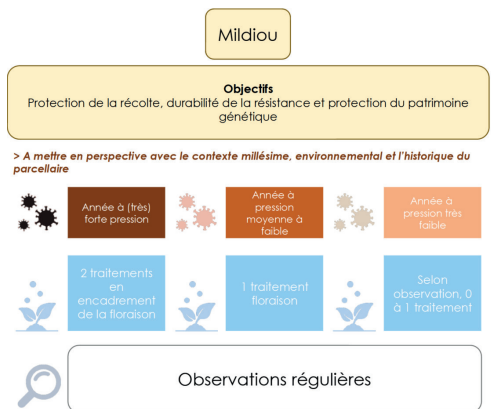 Mildiou
Objectifs
Protection de la récolte, durabilité de la résistance et protection du patrimoine
génétique
> A mettre en perspective avec le contexte millésime, environnemental et l'historique du
parcellaire
Année à (très)
forte pression
Année à
pression
moyenne à
faible
Année à
pression très
faible
2 traitements
en
encadrement
de la floraison
1 traitement
floraison
Selon
observation, 0
à 1 traitement
Observations régulières